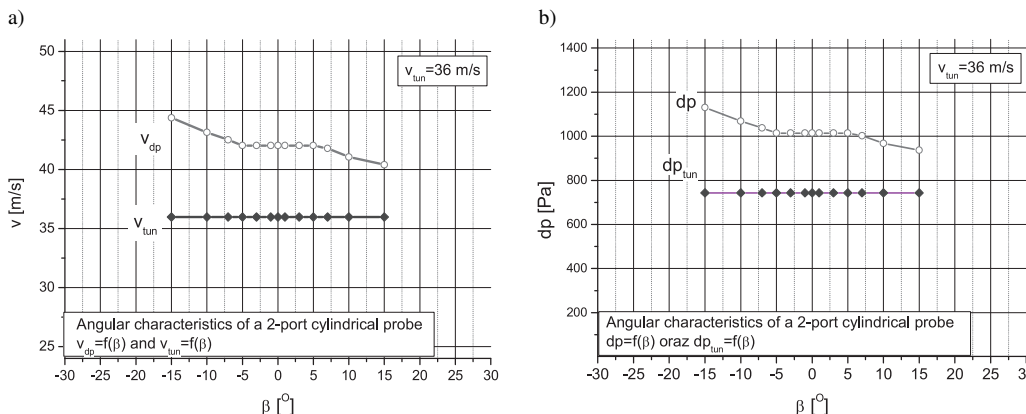 a)
50
45
40
35
30
25
v [m/s]
v_tun=36 m/s
v_dp
v_tun
Angular characteristics of a 2-port cylindrical probe
v_dp=f(β) and v_tun=f(β)
-30 -25 -20 -15 -10 -5 0 5 10 15 20 25 30
β [O]
b)
1400
1200
1000
800
600
400
200
dp [Pa]
v_tun=36 m/s
dp
dp_tun
Angular characteristics of a 2-port cylindrical probe
dp=f(β) oraz dp_tun=f(β)
-30 -25 -20 -15 -10 -5 0 5 10 15 20 25 30
β [O]